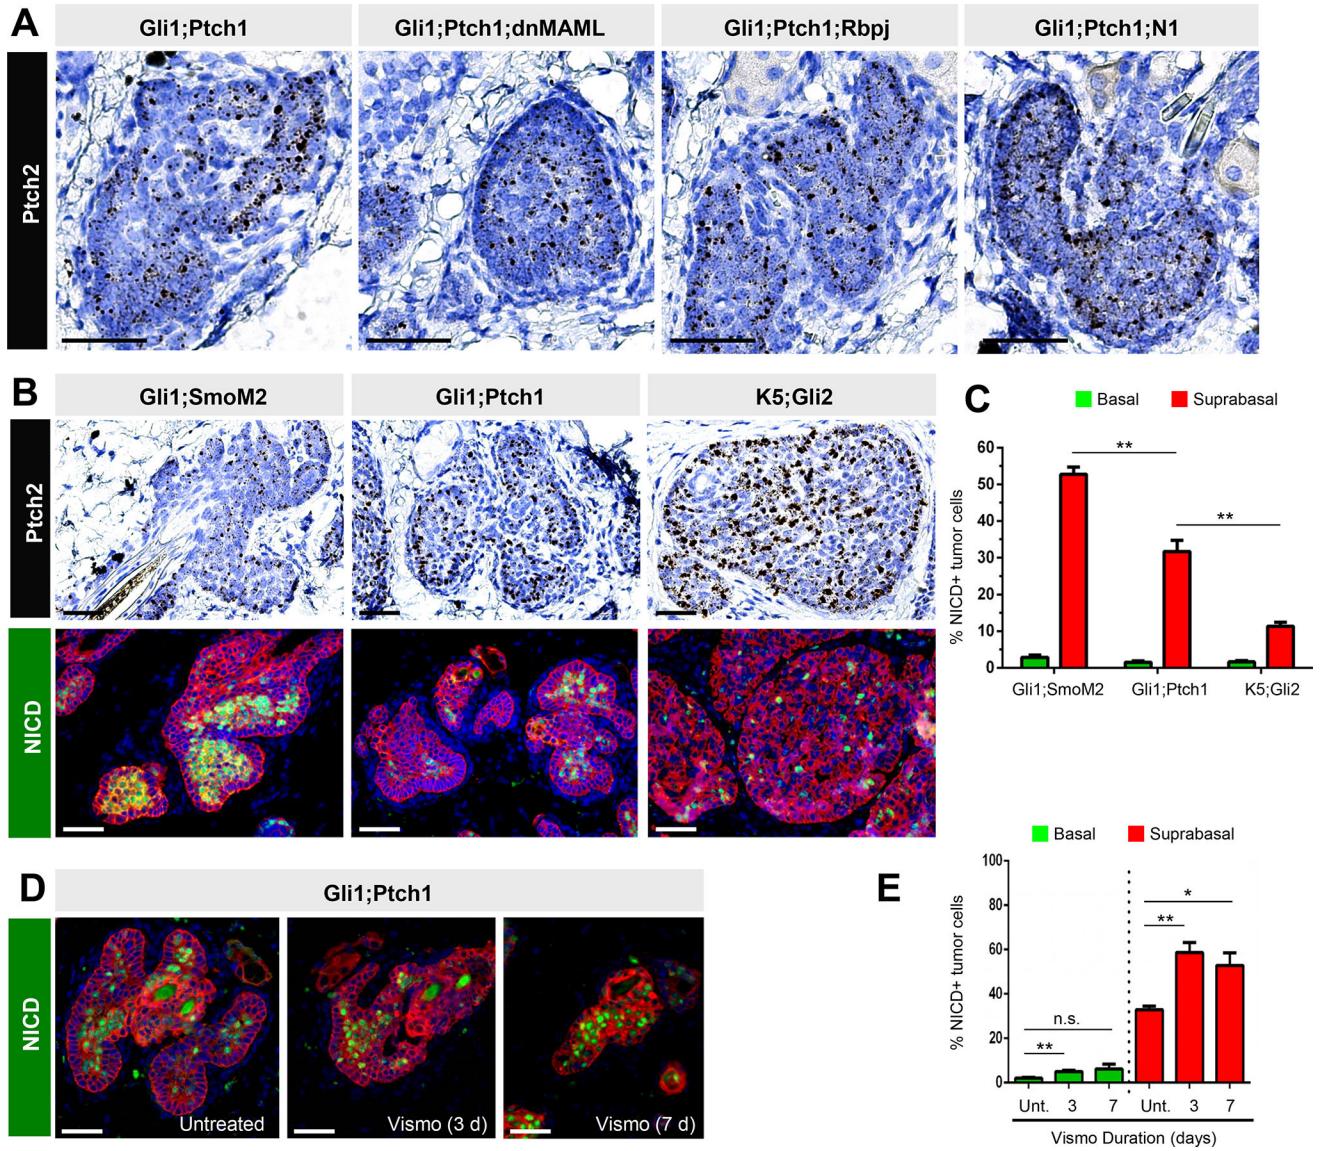 A
Gli1;Ptch1
Gli1;Ptch1;dnMAML
Gli1;Ptch1;Rbpj
Gli1;Ptch1;N1
Ptch2
B
Gli1;SmoM2
Gli1;Ptch1
K5;Gli2
Ptch2
NICD
C
Basal
Suprabasal
% NICD+ tumor cells
60
50
40
30
20
10
0
**
**
Gli1;SmoM2
Gli1;Ptch1
K5;Gli2
D
Gli1;Ptch1
NICD
Untreated
Vismo (3 d)
Vismo (7 d)
E
Basal
Suprabasal
% NICD+ tumor cells
100
80
60
40
20
0
n.s.
**
*
**
Unt. 3 7 Unt. 3 7
Vismo Duration (days)